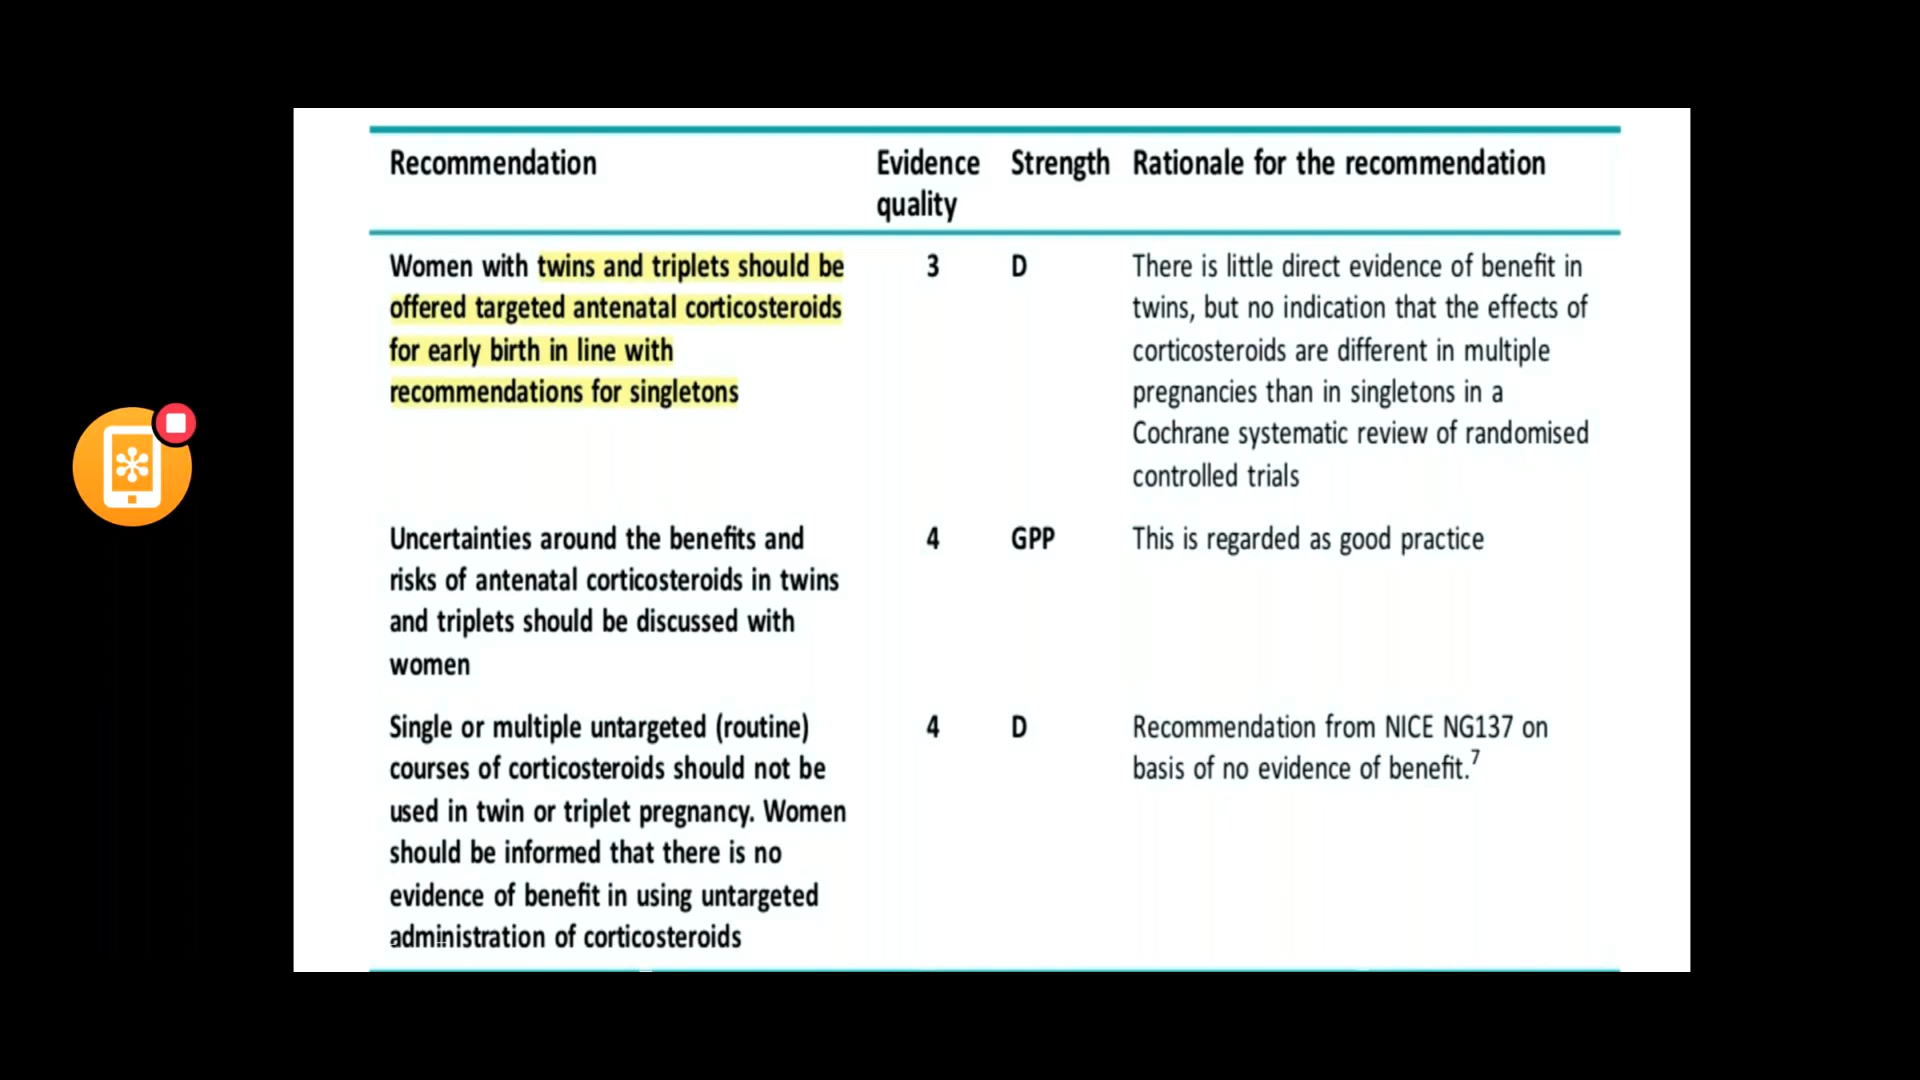 Recommendation Evidence quality Strength Rationale for the recommendation
Women with twins and triplets should be
offered targeted antenatal corticosteroids
for early birth in line with
recommendations for singletons
3 D
There is little direct evidence of benefit in
twins, but no indication that the effects of
corticosteroids are different in multiple
pregnancies than in singletons in a
Cochrane systematic review of randomised
controlled trials
Uncertainties around the benefits and
risks of antenatal corticosteroids in twins
and triplets should be discussed with
women
4 GPP
This is regarded as good practice
Single or multiple untargeted (routine)
courses of corticosteroids should not be
used in twin or triplet pregnancy. Women
should be informed that there is no
evidence of benefit in using untargeted
administration of corticosteroids
4 D
Recommendation from NICE NG137 on
basis of no evidence of benefit.7